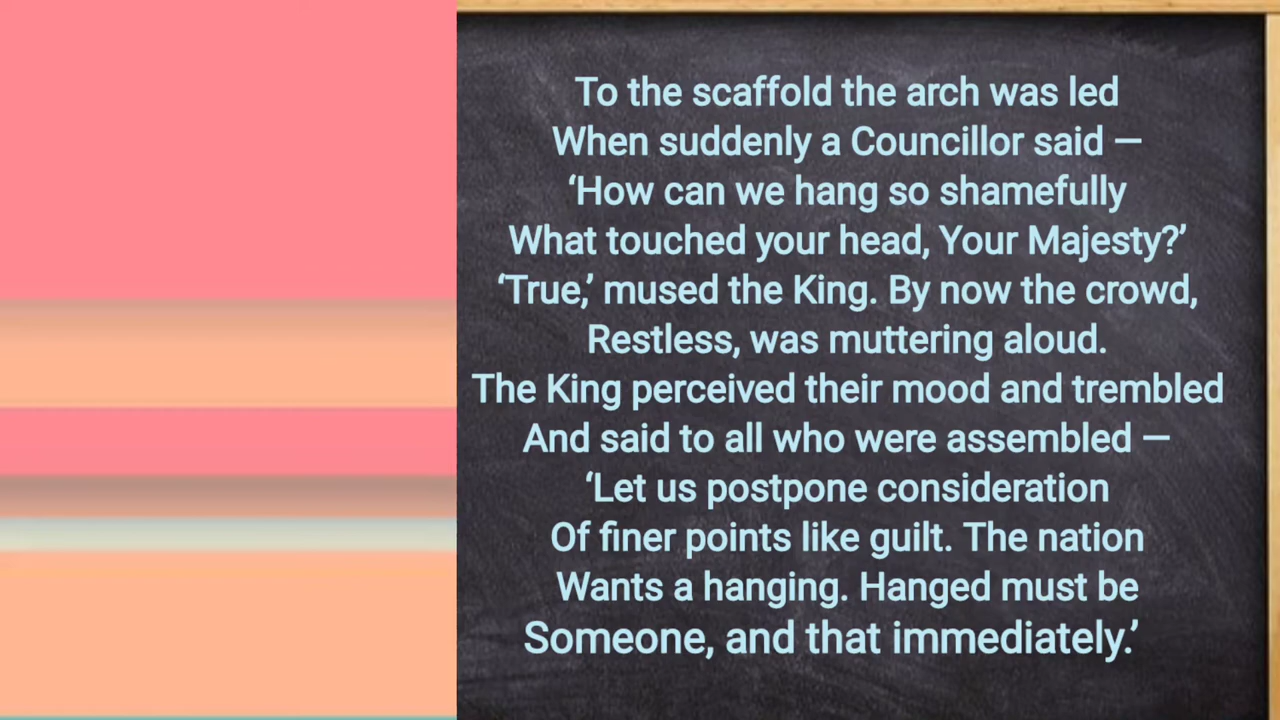 To the scaffold the arch was led
When suddenly a Councillor said —
‘How can we hang so shamefully
What touched your head, Your Majesty?’
‘True,’ mused the King. By now the crowd,
Restless, was muttering aloud.
The King perceived their mood and trembled
And said to all who were assembled —
‘Let us postpone consideration
Of finer points like guilt. The nation
Wants a hanging. Hanged must be
Someone, and that immediately.’